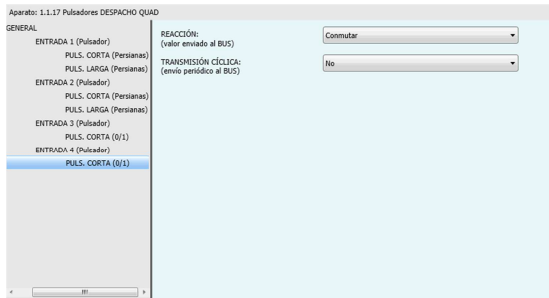 Aparato: 1.1.17 Pulsadores DESPACHO QUAD
GENERAL
ENTRADA 1 (Pulsador)
PULS. CORTA (Persianas)
PULS. LARGA (Persianas)
ENTRADA 2 (Pulsador)
PULS. CORTA (Persianas)
PULS. LARGA (Persianas)
ENTRADA 3 (Pulsador)
PULS. CORTA (0/1)
ENTRADA 4 (Pulsador)
PULS. CORTA (0/1)
REACCIÓN:
(valor enviado al BUS)
Conmutar
TRANSMISIÓN CÍCLICA:
(envío periódico al BUS)
No